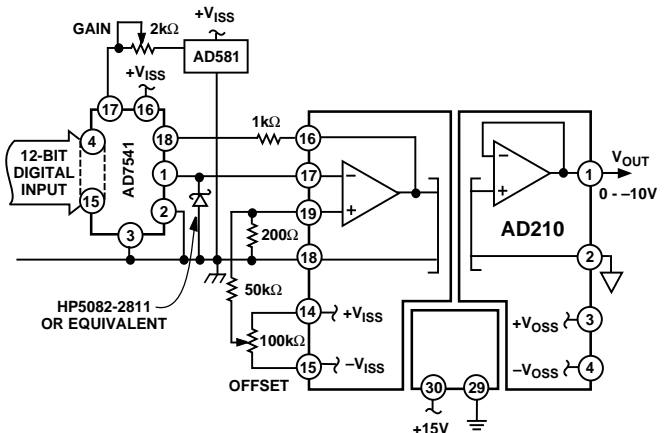 +VISS
GAIN
2kΩ
AD581
+VISS
17
16
4
18
1kΩ
16
12-BIT
DIGITAL
INPUT
AD7541
1
17
VOUT
1
0 - –10V
15
2
19
AD210
200Ω
3
18
2
HP5082-2811
OR EQUIVALENT
50kΩ
14
+VISS
+VOSS
3
100kΩ
OFFSET
15
–VISS
–VOSS
4
30
29
+15V
–
+
–
+